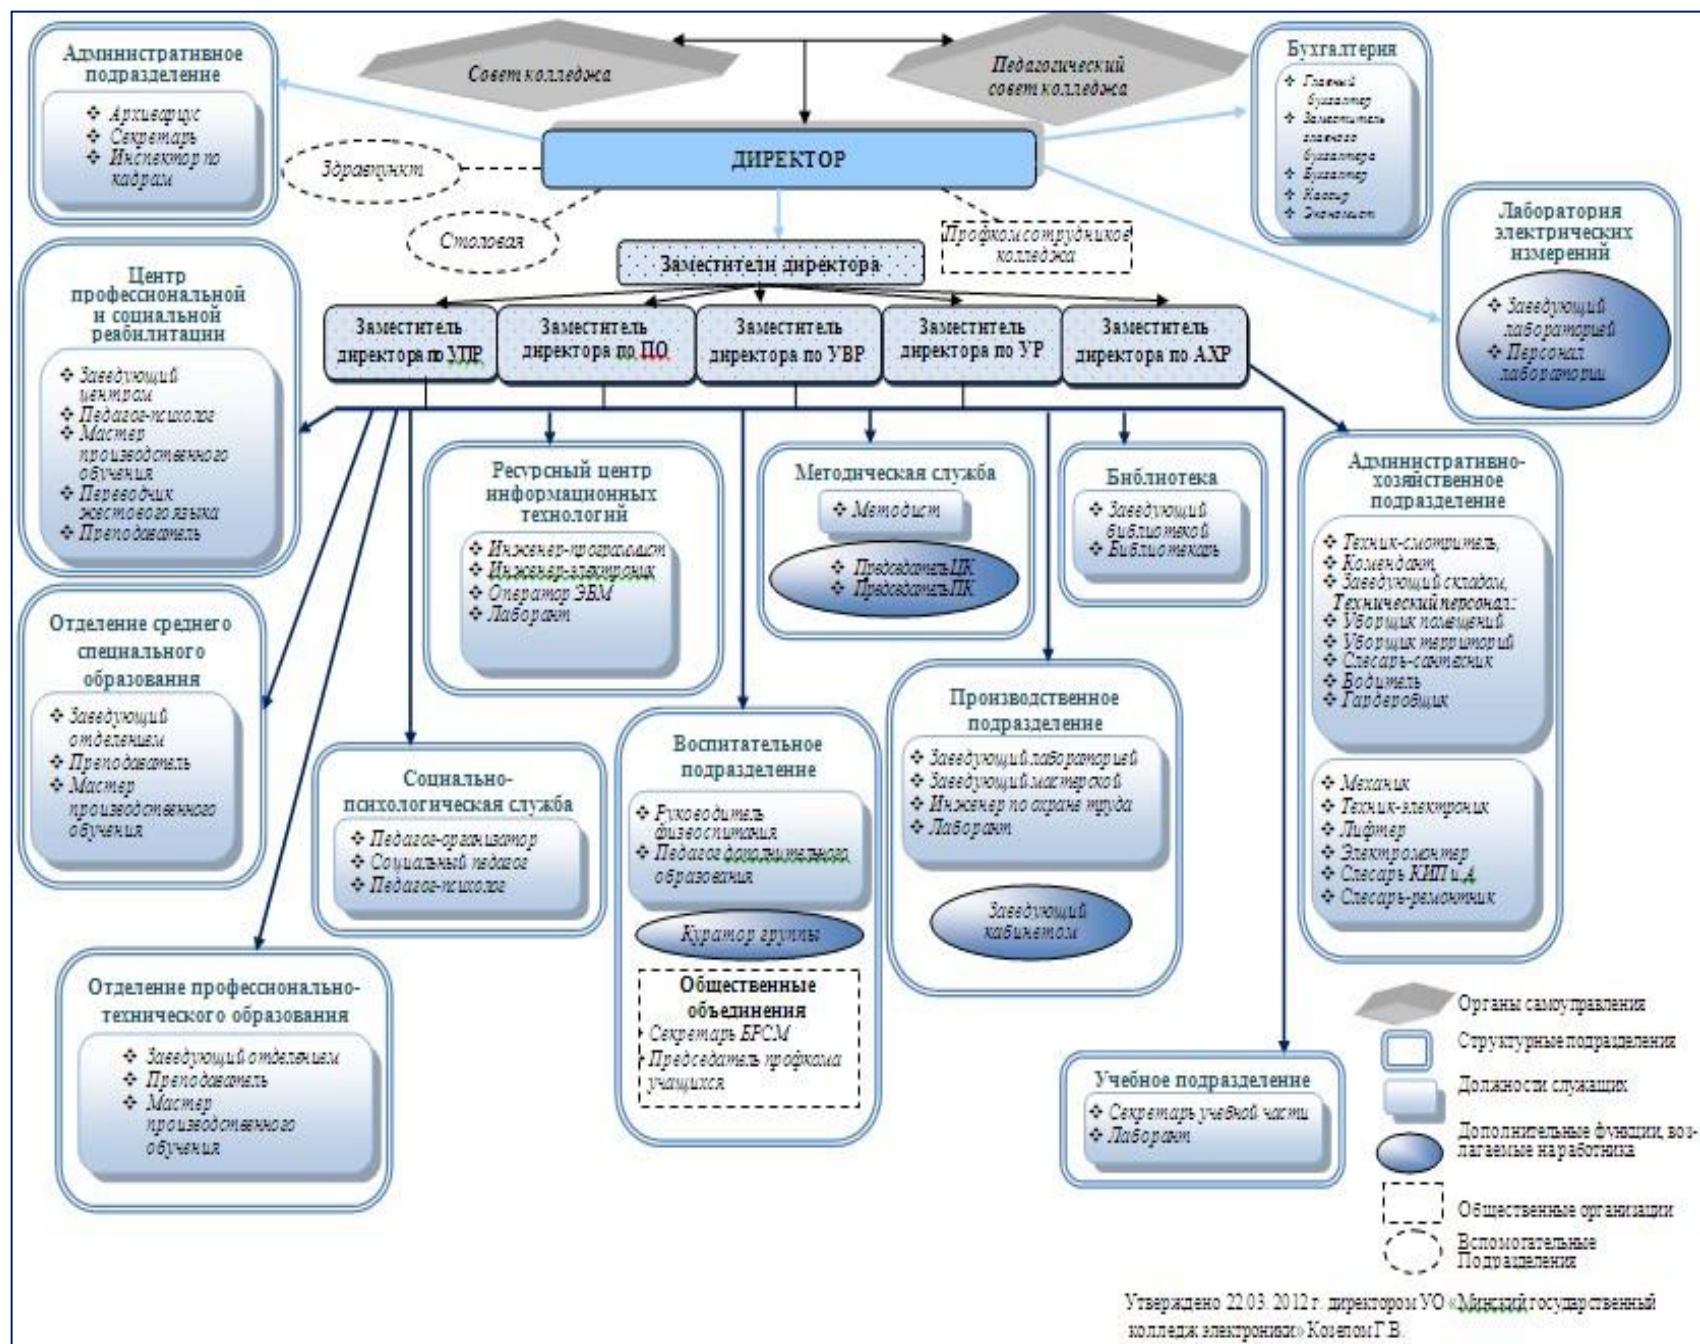 Административное
подразделение
❖ Архивариус
❖ Секретарь
❖ Инспектор по
кадрам
Совет колледжа
Педагогический
совет колледжа
Бухгалтерия
❖ Главный
бухгалтер
❖ Заместитель
главного
бухгалтера
❖ Бухгалтер
❖ Кассир
❖ Экономист
ДИРЕКТОР
Здравпункт
Столовая
Профком сотрудников
колледжа
Лаборатория
электрических
измерений
❖ Заведующий
лабораторией
❖ Персонал
лаборатории
Заместители директора
Заместитель
директора по УПР
Заместитель
директора по ПО
Заместитель
директора по УВР
Заместитель
директора по УР
Заместитель
директора по АХР
Центр
профессиональной
и социальной
реабилитации
❖ Заведующий
центром
❖ Педагог-психолог
❖ Мастер
производственного
обучения
❖ Переводчик
жестового языка
❖ Преподаватель
Ресурсный центр
информационных
технологий
❖ Инженер-программист
❖ Инженер-электроник
❖ Оператор ЭВМ
❖ Лаборант
Методическая служба
❖ Методист
❖ Председатель ЦК
❖ Председатель ПК
Библиотека
❖ Заведующий
библиотекой
❖ Библиотекарь
Административно-
хозяйственное
подразделение
❖ Техник-смотритель,
❖ Комендант,
❖ Заведующий складом,
Технический персонал:
❖ Уборщик помещений
❖ Уборщик территорий
❖ Слесарь-сантехник
❖ Водитель
❖ Гардеробщик
❖ Механик
❖ Техник-электроник
❖ Лифтер
❖ Электромонтер
❖ Слесарь КИП и А
❖ Слесарь-ремонтник
Отделение среднего
специального
образования
❖ Заведующий
отделением
❖ Преподаватель
❖ Мастер
производственного
обучения
Социально-
психологическая служба
❖ Педагог-организатор
❖ Социальный педагог
❖ Педагог-психолог
Воспитательное
подразделение
❖ Руководитель
физвоспитания
❖ Педагог дополнительного
образования
Куратор группы
Общественные
объединения
Секретарь БРСМ
Председатель профкома
учащихся
Производственное
подразделение
❖ Заведующий лабораторией
❖ Заведующий мастерской
❖ Инженер по охране труда
❖ Лаборант
Заведующий
кабинетом
Отделение профессионально-
технического образования
❖ Заведующий отделением
❖ Преподаватель
❖ Мастер
производственного
обучения
Учебное подразделение
❖ Секретарь учебной части
❖ Лаборант
Органы самоуправления
Структурные подразделения
Должности служащих
Дополнительные функции, воз-
лагаемые на работника
Общественные организации
Вспомогательные
Подразделения
Утверждено 22.03. 2012 г. директором УО «Минский государственный
колледж электроники» Козелом Г.В.